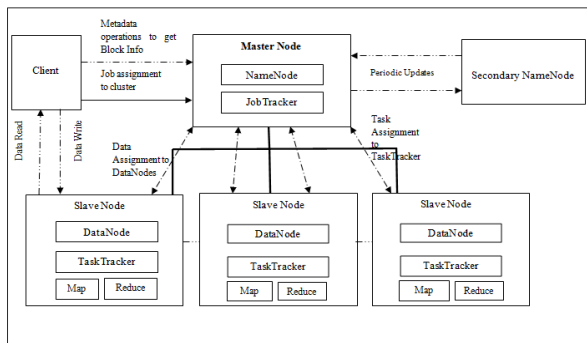 Metadata
operations to get
Block Info
Client
Job assignment
to cluster
Master Node
NameNode
JobTracker
Periodic Updates
Secondary NameNode
Data Read
Data Write
Data
Assignment to
DataNodes
Task
Assignment
to
TaskTracker
Slave Node
DataNode
TaskTracker
Map
Reduce
Slave Node
DataNode
TaskTracker
Map
Reduce
Slave Node
DataNode
TaskTracker
Map
Reduce